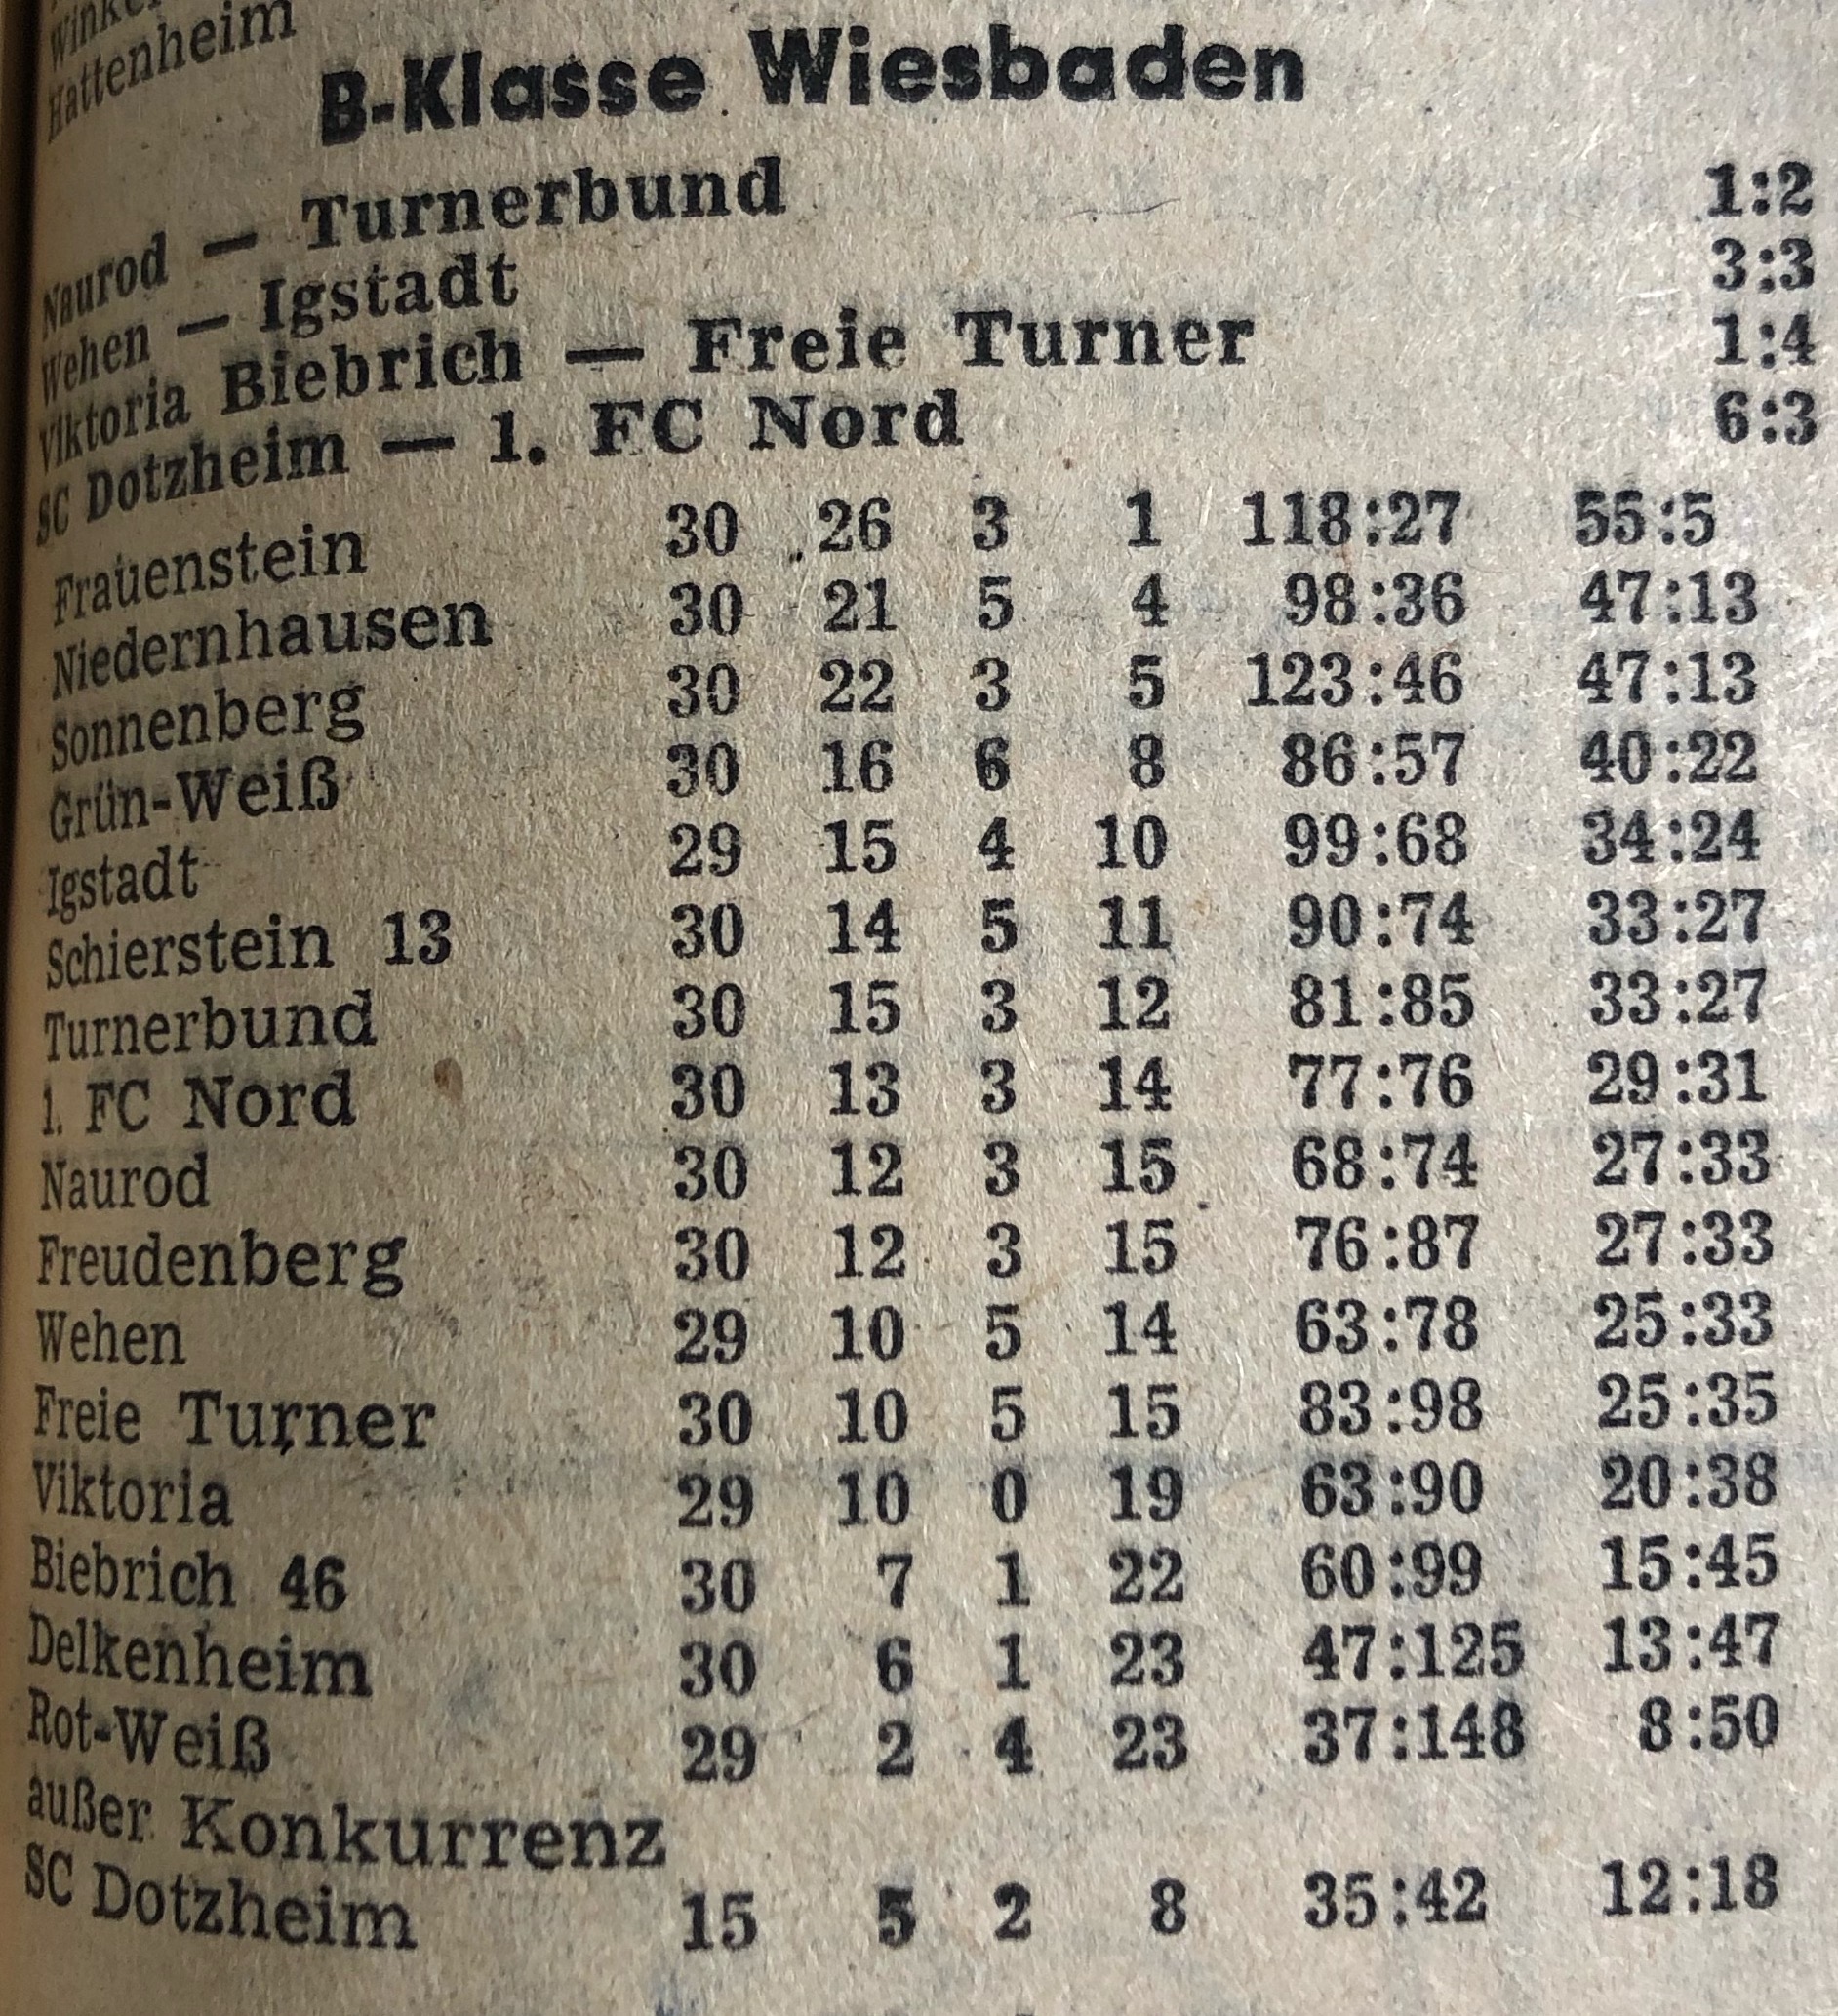 Hattenheim
B-Klasse Wiesbaden
Naurod — Turnerbund 1:2
Wehen — Igstadt 3:3
Viktoria Biebrich — Freie Turner 1:4
SC Dotzheim — 1. FC Nord 6:3
Frauenstein 30 26 3 1 118:27 55:5
Niedernhausen 30 21 5 4 98:36 47:13
Sonnenberg 30 22 3 5 123:46 47:13
Grün-Weiß 30 16 6 8 86:57 40:22
Igstadt 29 15 4 10 99:68 34:24
Schierstein 13 30 14 5 11 90:74 33:27
Turnerbund 30 15 3 12 81:85 33:27
1. FC Nord 30 13 3 14 77:76 29:31
Naurod 30 12 3 15 68:74 27:33
Freudenberg 30 12 3 15 76:87 27:33
Wehen 29 10 5 14 63:78 25:33
Freie Turner 30 10 5 15 83:98 25:35
Viktoria 29 10 0 19 63:90 20:38
Biebrich 46 30 7 1 22 60:99 15:45
Delkenheim 30 6 1 23 47:125 13:47
Rot-Weiß 29 2 4 23 37:148 8:50
außer Konkurrenz
SC Dotzheim 15 5 2 8 35:42 12:18